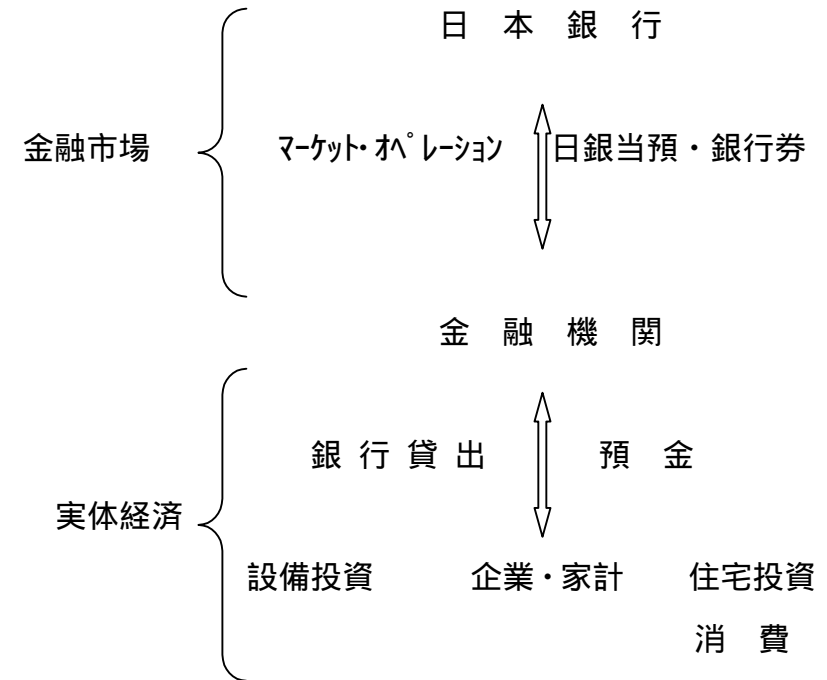 日 本 銀 行
金融市場 ﾏｰｹｯﾄ･ｵﾍﾟﾚｰｼｮﾝ 日銀当預・銀行券
金 融 機 関
銀 行 貸 出 預 金
実体経済
設備投資 企業・家計 住宅投資
消 費